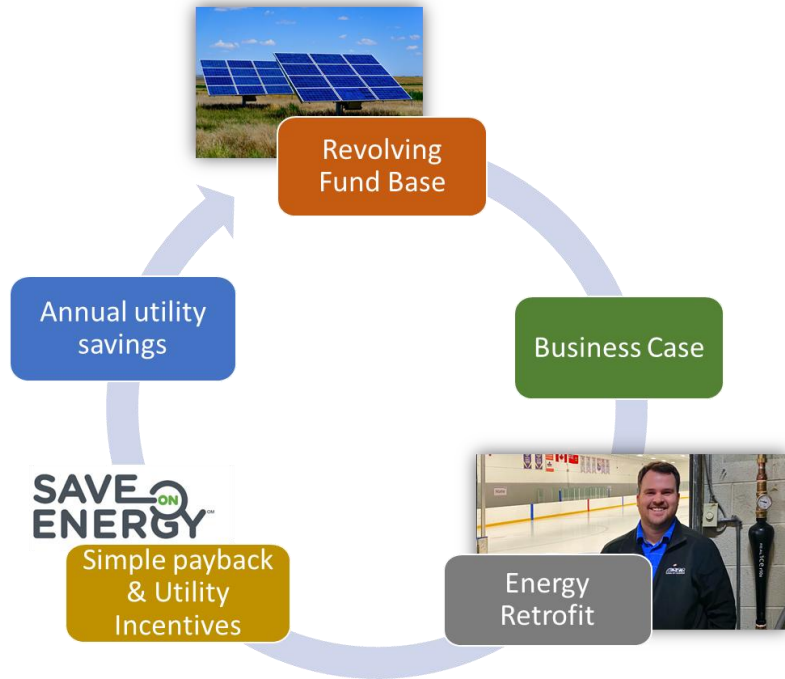 Revolving
Fund Base
Business Case
Energy
Retrofit
Simple payback
& Utility
Incentives
SAVE ON
ENERGY
Annual utility
savings